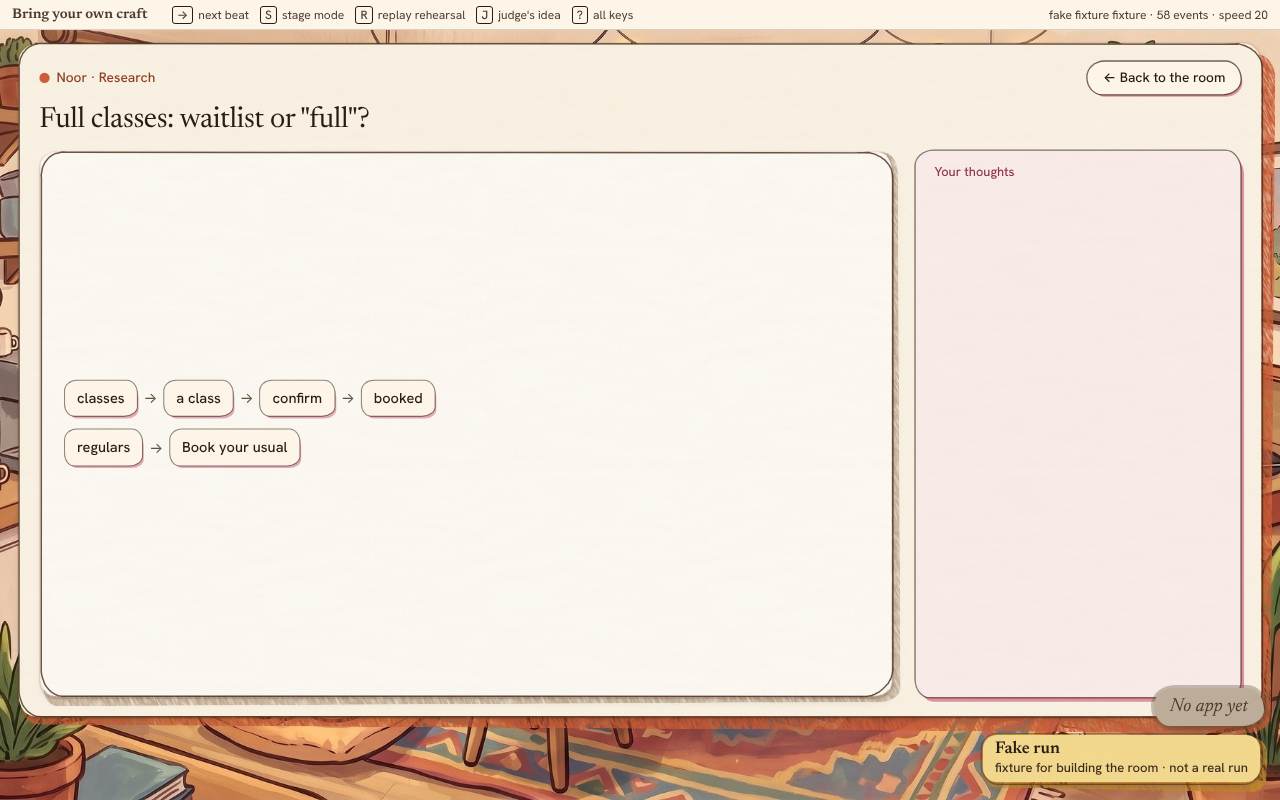 Bring your own craft → next beat S stage mode R replay rehearsal J judge's idea ? all keys fake fixture fixture · 58 events · speed 20
Noor · Research
← Back to the room
Full classes: waitlist or "full"?
Your thoughts
classes → a class → confirm → booked
regulars → Book your usual
No app yet
Fake run
fixture for building the room · not a real run